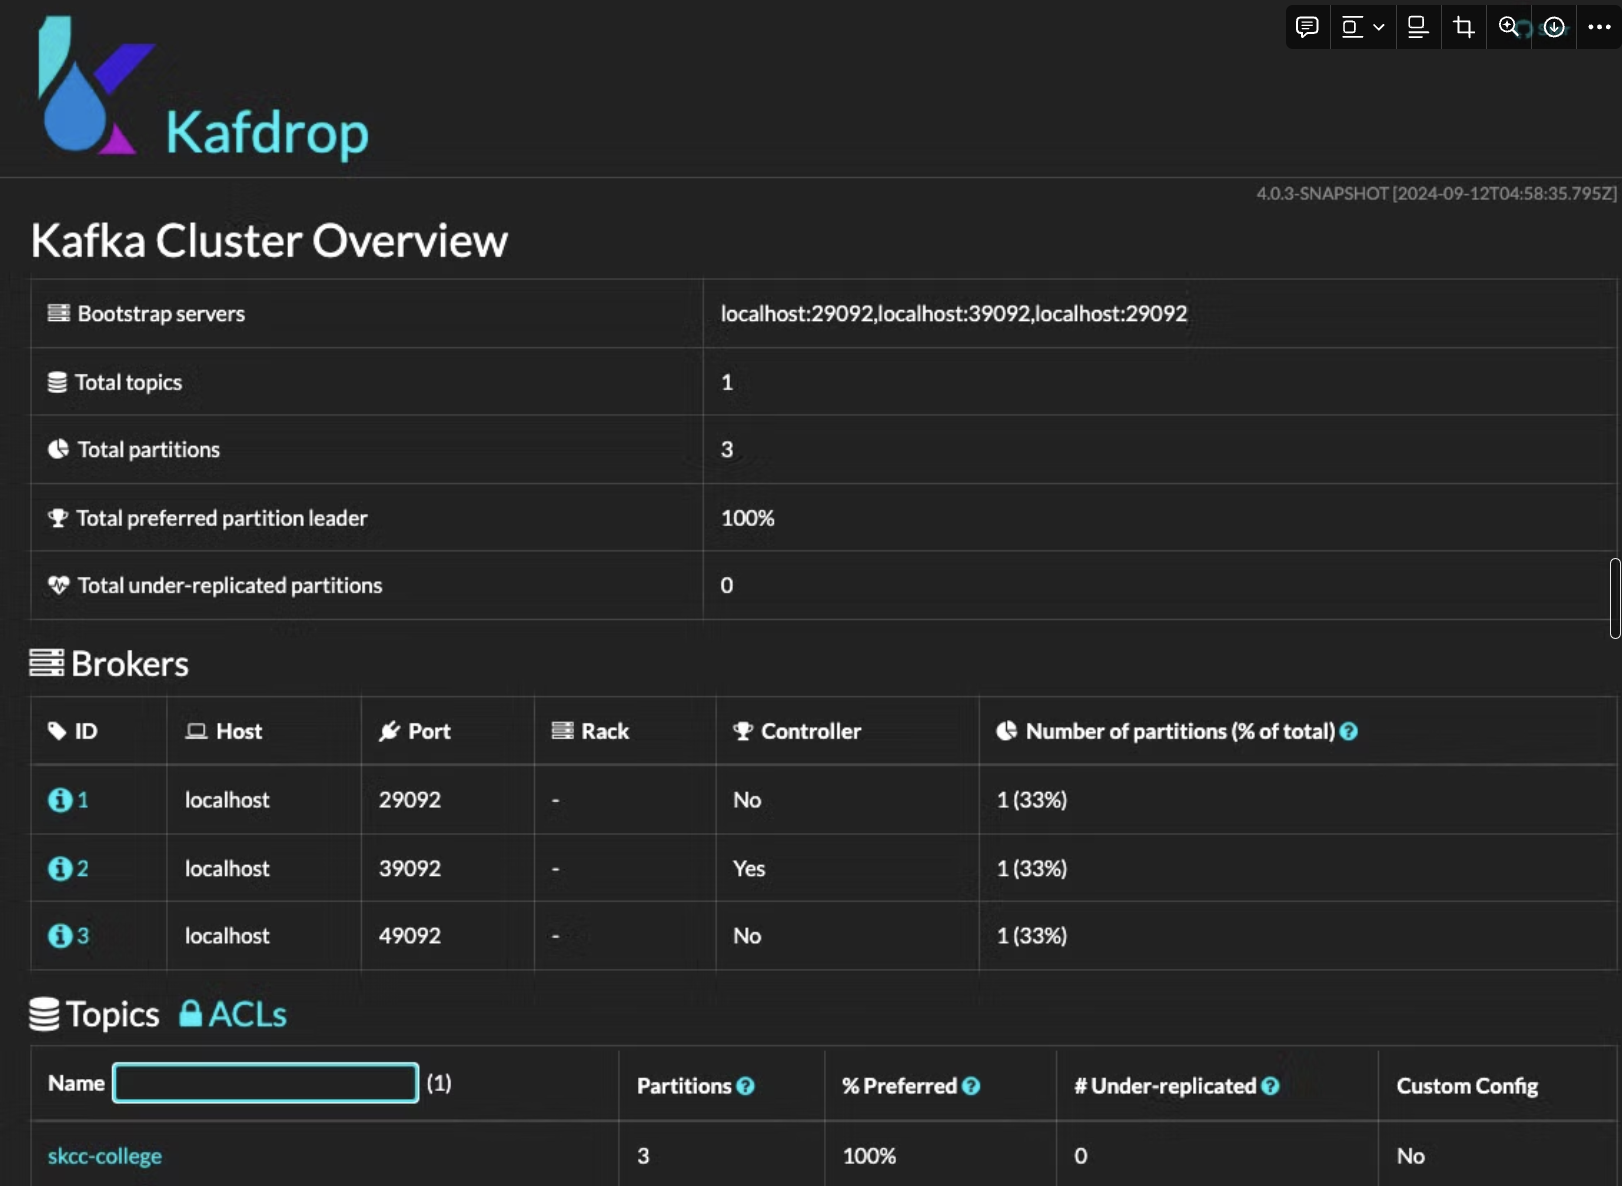 Kafdrop
4.0.3-SNAPSHOT [2024-09-12T04:58:35.795Z]
Kafka Cluster Overview
Bootstrap servers localhost:29092,localhost:39092,localhost:29092
Total topics 1
Total partitions 3
Total preferred partition leader 100%
Total under-replicated partitions 0
Brokers
ID Host Port Rack Controller Number of partitions (% of total)
1 localhost 29092 - No 1 (33%)
2 localhost 39092 - Yes 1 (33%)
3 localhost 49092 - No 1 (33%)
Topics ACLs
Name (1) Partitions % Preferred # Under-replicated Custom Config
skcc-college 3 100% 0 No